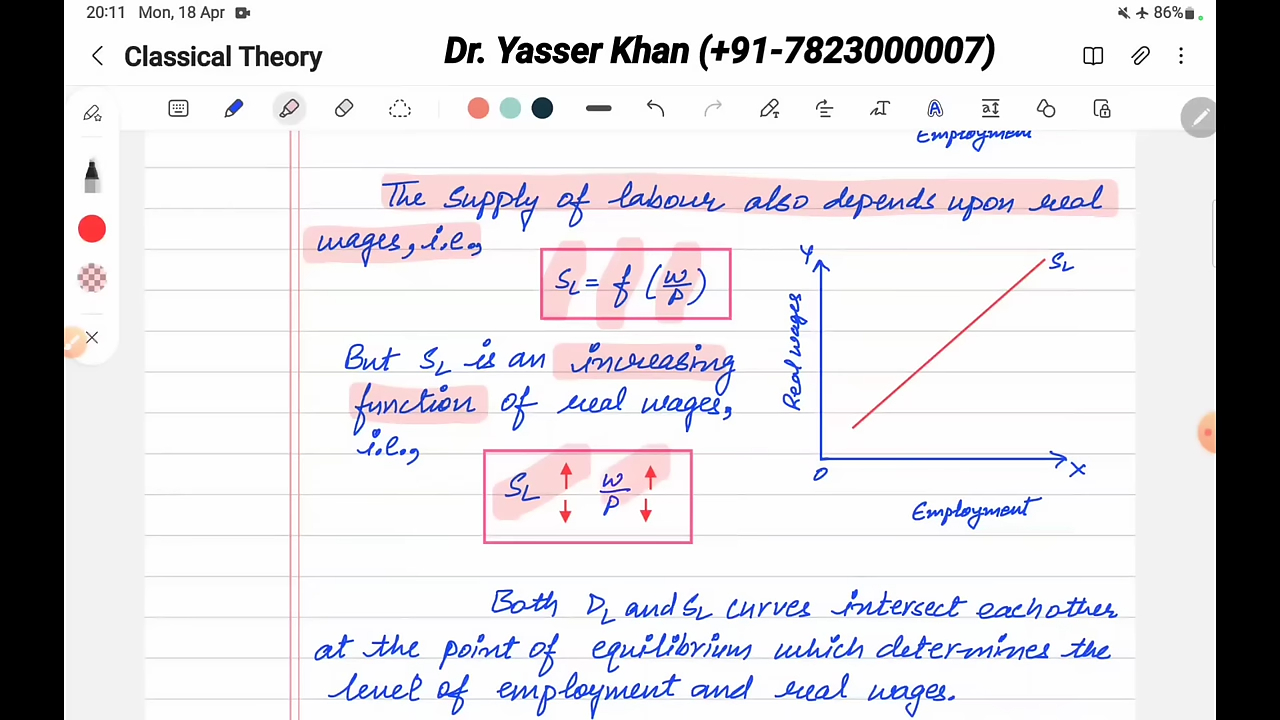 20:11 Mon, 18 Apr
86%
Classical Theory
Dr. Yasser Khan (+91-7823000007)
Employment
The supply of labour also depends upon real
wages, i.e.,
SL = f (w/P)
Y
SL
Real wages
But SL is an increasing
function of real wages,
i.e.,
SL ↑ ↓ w/P ↑ ↓
O
X
Employment
Both DL and SL curves intersect each other
at the point of equilibrium which determines the
level of employment and real wages.